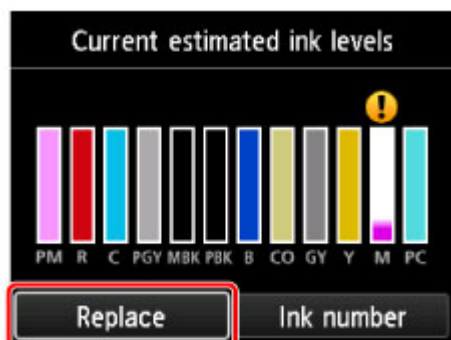 Current estimated ink levels
!
PM R C PGY MBK PBK B CO GY Y M PC
Replace Ink number